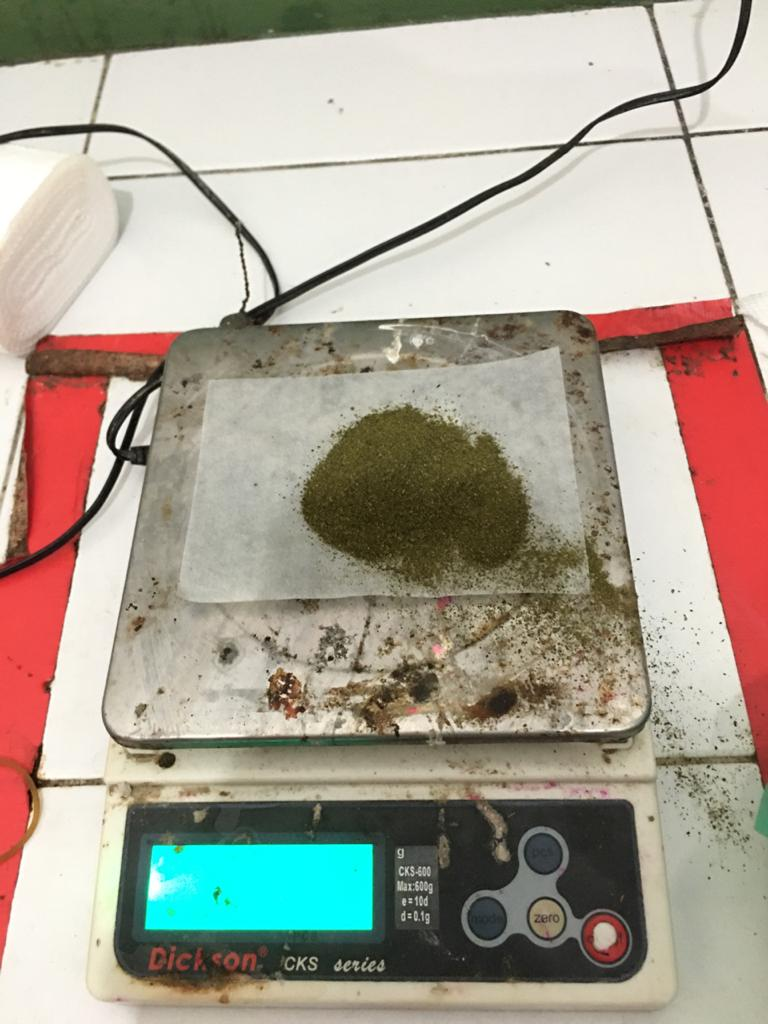 g
CKS-600
Max:600g
e=10d
d=0.1g
pcs
mode
zero
Dickson® CKS series